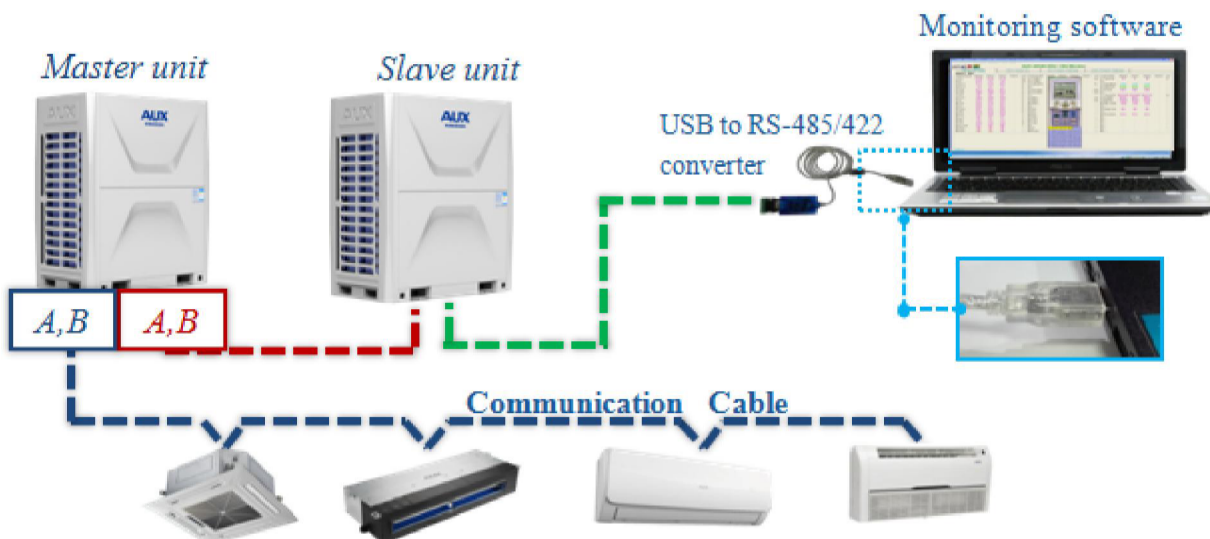 Monitoring software
Master unit
Slave unit
AUX
AUX
USB to RS-485/422
converter
A,B
A,B
Communication Cable